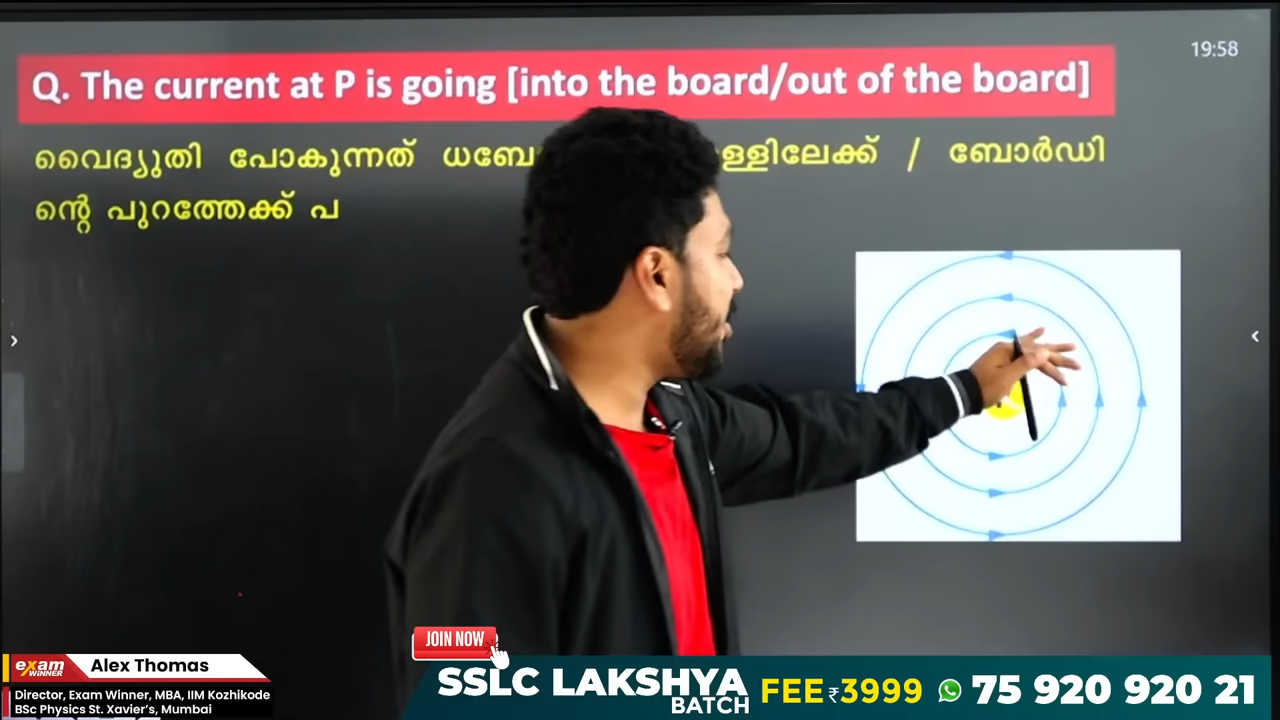 19:58
Q. The current at P is going [into the board/out of the board]
വൈദ്യുതി പോകുന്നത് / ബോർഡി
ന്റെ പുറത്തേക്ക് പ
JOIN NOW
exam WINNER
Alex Thomas
Director, Exam Winner, MBA, IIM Kozhikode
BSc Physics St. Xavier's, Mumbai
SSLC LAKSHYA
BATCH
FEE ₹3999
75 920 920 21